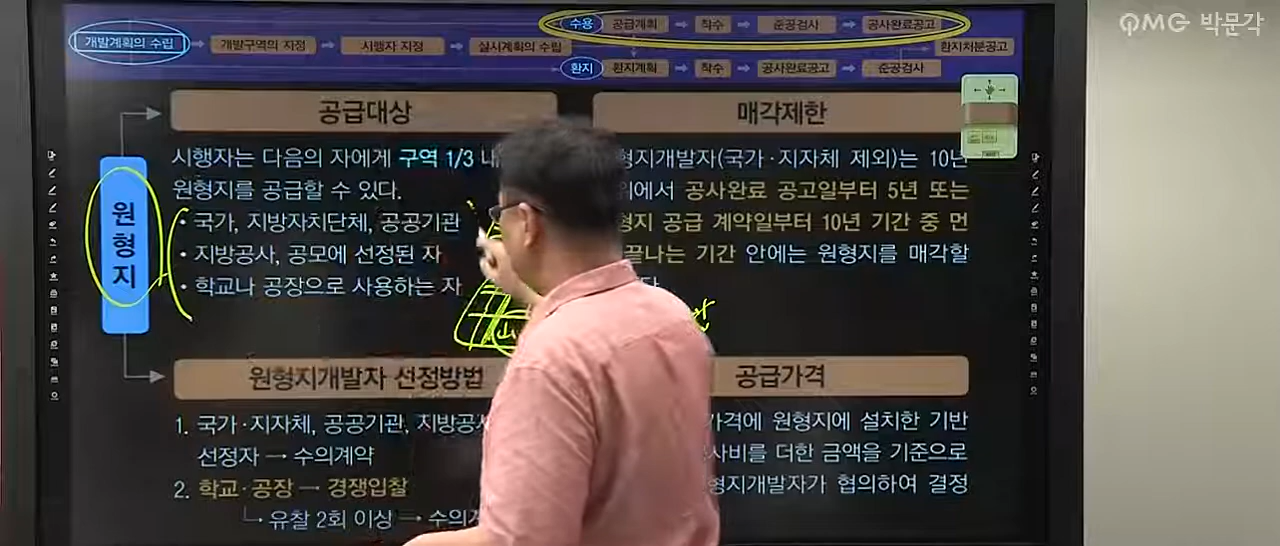 QMG 박문각
수용 공급계획 → 착수 → 준공검사 → 공사완료공고
개발계획의 수립 → 개발구역의 지정 → 시행자 지정 → 실시계획의 수립
환지처분공고
환지 환지계획 → 착수 → 공사완료공고 → 준공검사
원형지
공급대상
시행자는 다음의 자에게 구역 1/3 내
원형지를 공급할 수 있다.
• 국가, 지방자치단체, 공공기관
• 지방공사, 공모에 선정된 자
• 학교나 공장으로 사용하는 자
매각제한
형지개발자(국가·지자체 제외)는 10년
위에서 공사완료 공고일부터 5년 또는
형지 공급 계약일부터 10년 기간 중 먼
끝나는 기간 안에는 원형지를 매각할
원형지개발자 선정방법
1. 국가·지자체, 공공기관, 지방공사
선정자 → 수의계약
2. 학교·공장 → 경쟁입찰
유찰 2회 이상 → 수의계
공급가격
가격에 원형지에 설치한 기반
사비를 더한 금액을 기준으로
형지개발자가 협의하여 결정